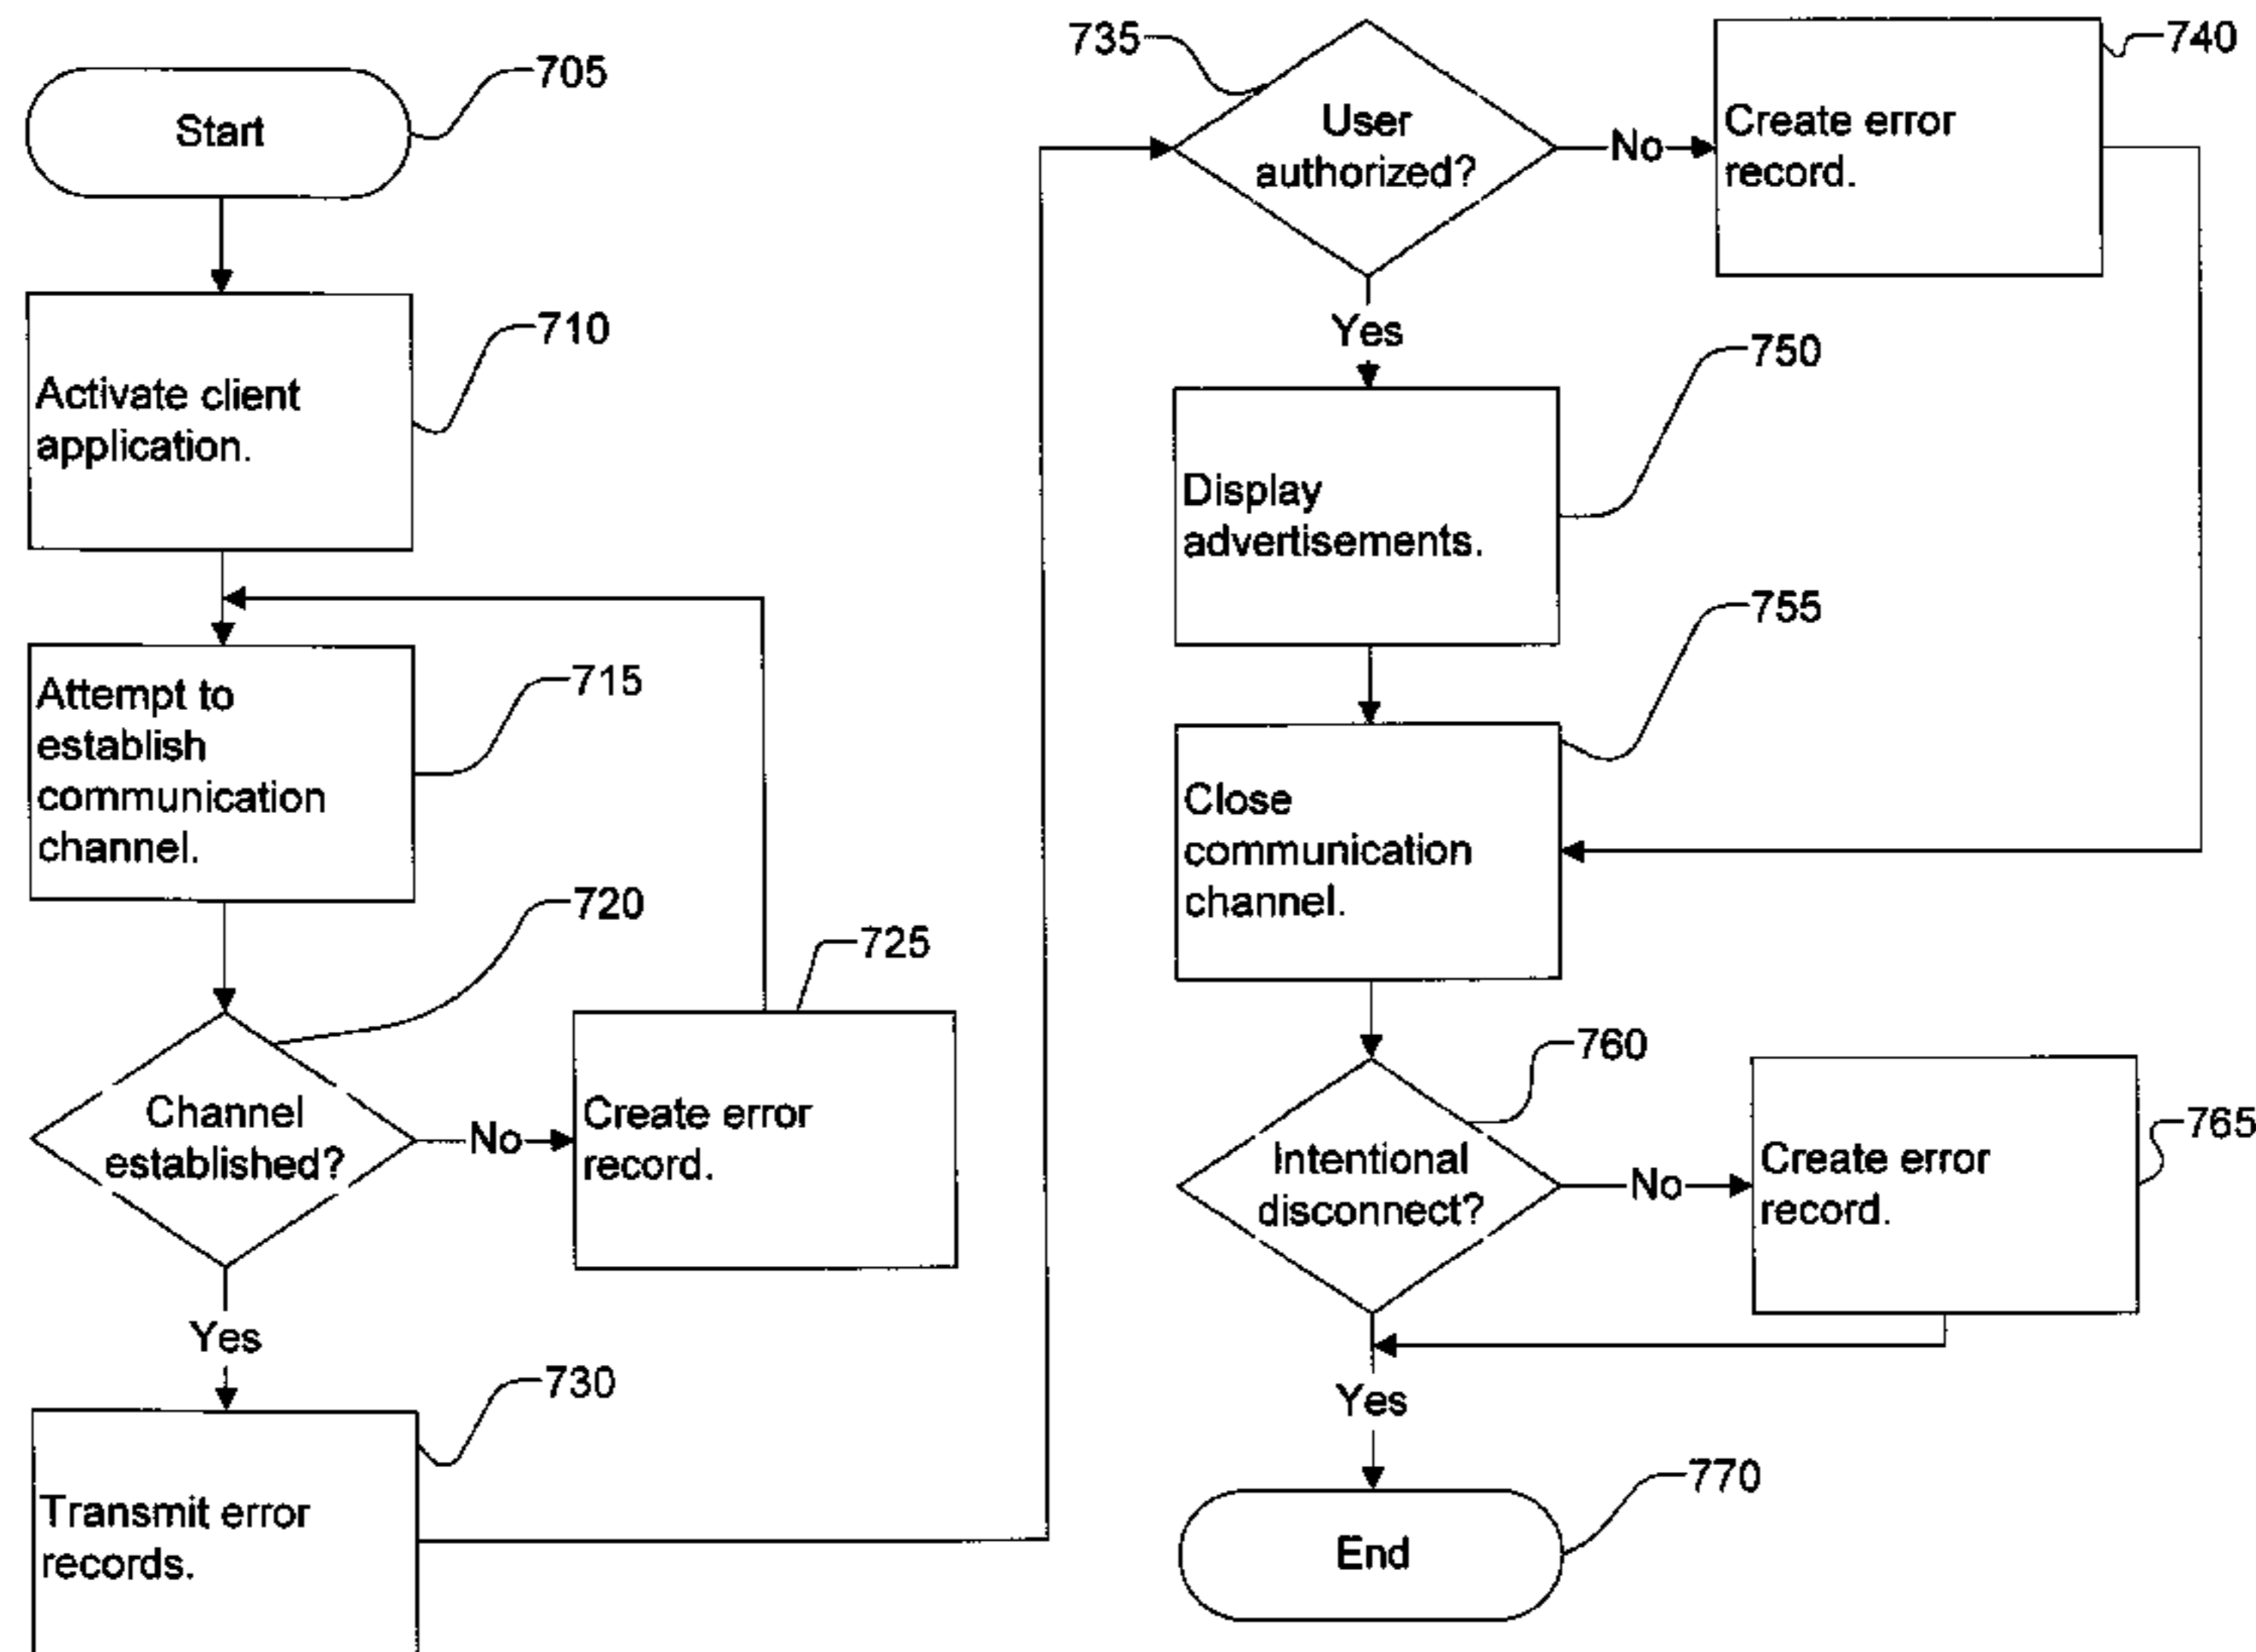 Start
705
Activate client
application.
710
Attempt to
establish
communication
channel.
715
Channel
established?
720
No
Create error
record.
725
Yes
Transmit error
records.
730
User
authorized?
735
No
Create error
record.
740
Yes
Display
advertisements.
750
Close
communication
channel.
755
Intentional
disconnect?
760
No
Create error
record.
765
Yes
End
770